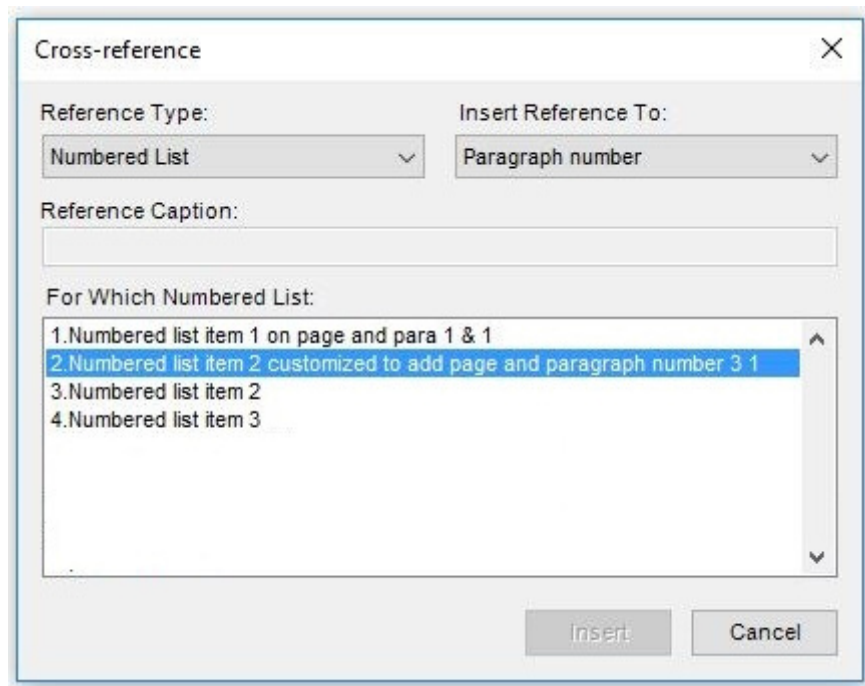 Cross-reference
Reference Type:
Insert Reference To:
Numbered List
Paragraph number
Reference Caption:
For Which Numbered List:
1.Numbered list item 1 on page and para 1 & 1
2.Numbered list item 2 customized to add page and paragraph number 3 1
3.Numbered list item 2
4.Numbered list item 3
Insert
Cancel